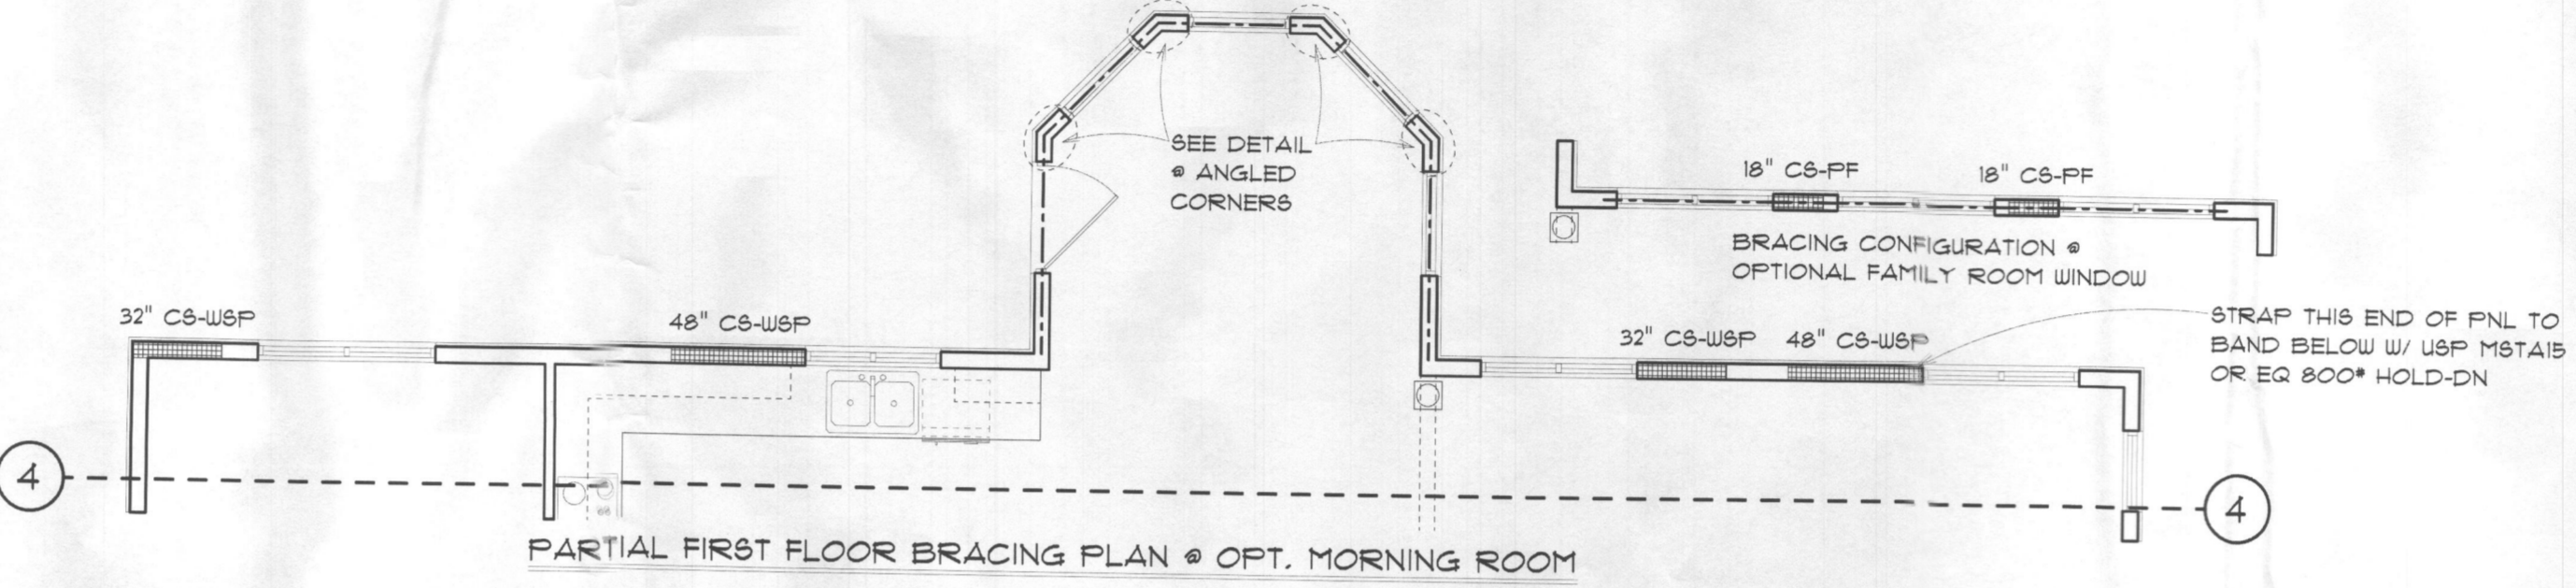 SEE DETAIL
@ ANGLED
CORNERS
18" CS-PF
18" CS-PF
BRACING CONFIGURATION @
OPTIONAL FAMILY ROOM WINDOW
32" CS-WSP
48" CS-WSP
32" CS-WSP
48" CS-WSP
STRAP THIS END OF PNL TO
BAND BELOW W/ USP MSTA15
OR EQ 800# HOLD-DN
4
4
PARTIAL FIRST FLOOR BRACING PLAN @ OPT. MORNING ROOM